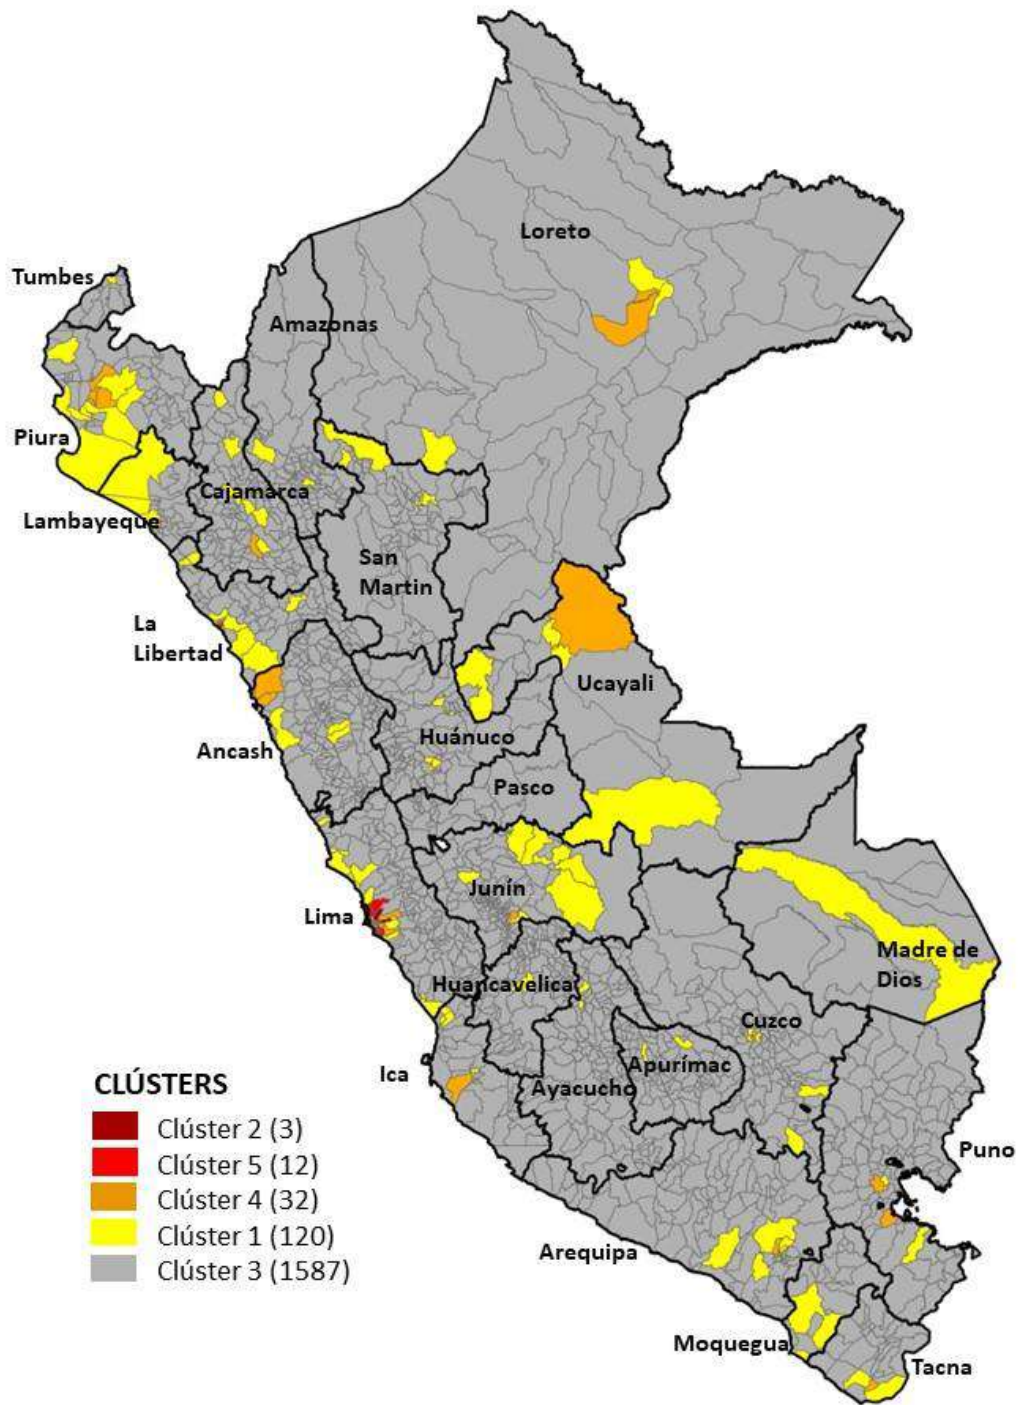 Loreto
Tumbes
Amazonas
Piura
Cajamarca
Lambayeque
San
Martin
La
Libertad
Ucayali
Ancash
Huánuco
Pasco
Junín
Lima
Madre de
Dios
Huancavelica
Cuzco
Ica
Apurímac
Ayacucho
CLÚSTERS
Clúster 2 (3)
Clúster 5 (12)
Clúster 4 (32)
Clúster 1 (120)
Clúster 3 (1587)
Puno
Arequipa
Moquegua
Tacna